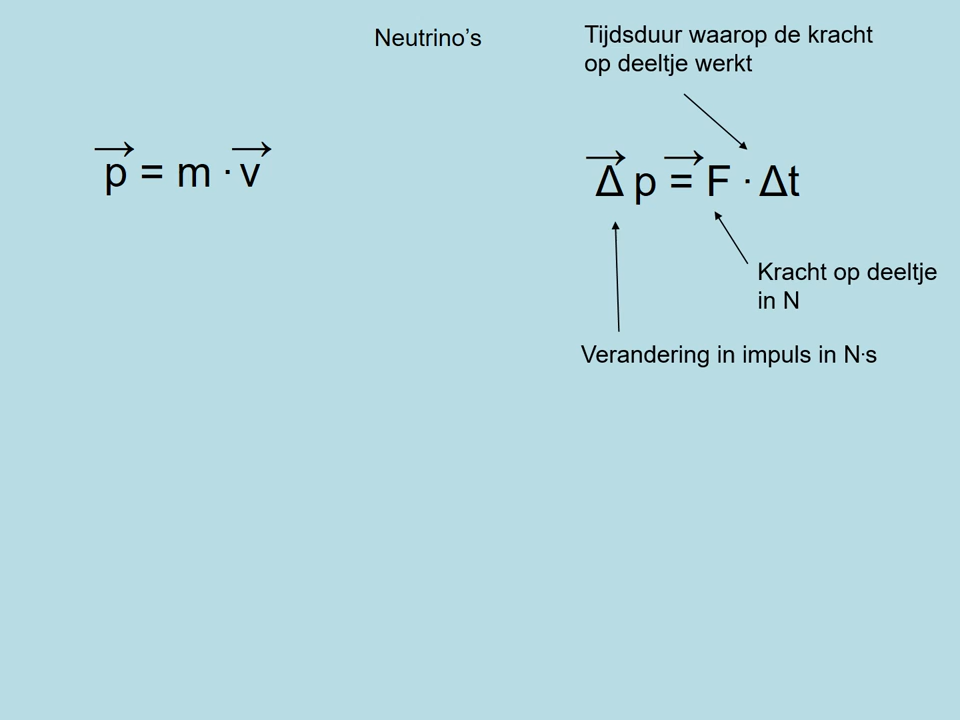 Neutrino’s
Tijdsduur waarop de kracht
op deeltje werkt
p = m · v
Δ p = F · Δt
Kracht op deeltje
in N
Verandering in impuls in N·s